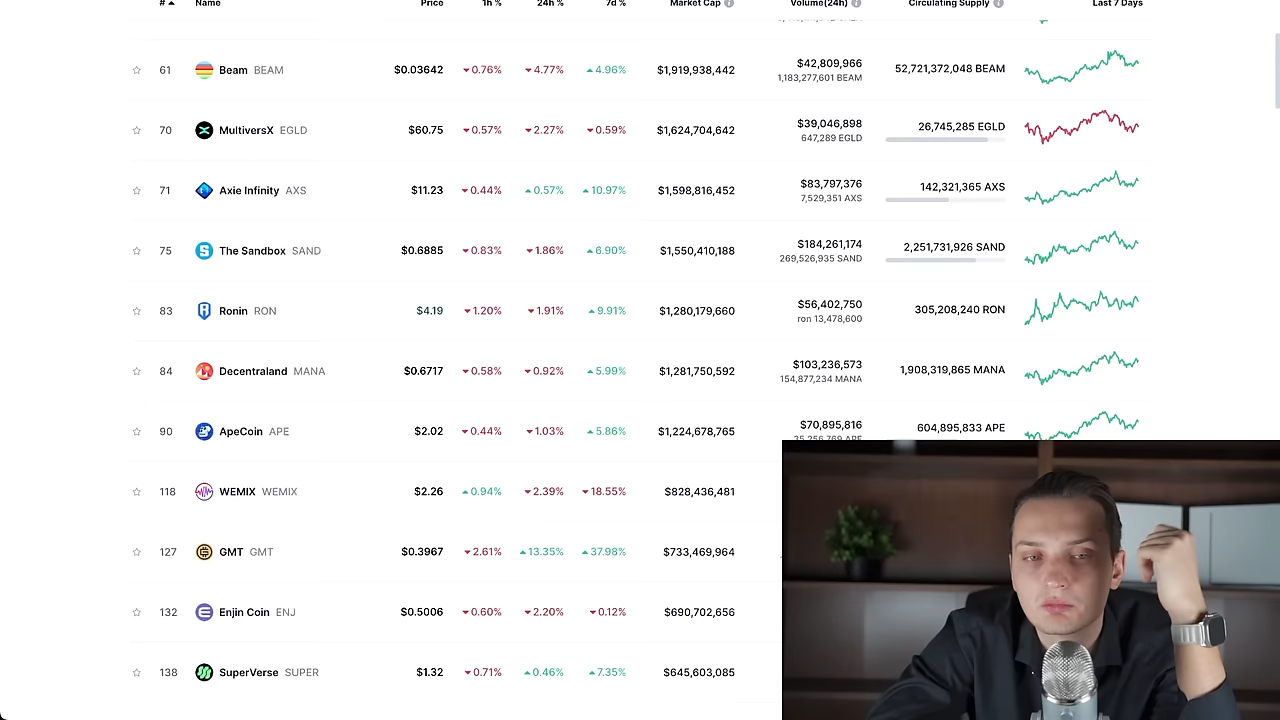 # Name Price 1h % 24h % 7d % Market Cap Volume(24h) Circulating Supply Last 7 Days
61 Beam BEAM $0.03642 0.76% 4.77% 4.96% $1,919,938,442 $42,809,966 52,721,372,048 BEAM
1,183,277,601 BEAM
70 MultiversX EGLD $60.75 0.57% 2.27% 0.59% $1,624,704,642 $39,046,898 26,745,285 EGLD
647,289 EGLD
71 Axie Infinity AXS $11.23 0.44% 0.57% 10.97% $1,598,816,452 $83,797,376 142,321,365 AXS
7,529,351 AXS
75 The Sandbox SAND $0.6885 0.83% 1.86% 6.90% $1,550,410,188 $184,261,174 2,251,731,926 SAND
269,526,935 SAND
83 Ronin RON $4.19 1.20% 1.91% 9.91% $1,280,179,660 $56,402,750 305,208,240 RON
ron 13,478,600
84 Decentraland MANA $0.6717 0.58% 0.92% 5.99% $1,281,750,592 $103,236,573 1,908,319,865 MANA
154,877,234 MANA
90 ApeCoin APE $2.02 0.44% 1.03% 5.86% $1,224,678,765 $70,895,816 604,895,833 APE
118 WEMIX WEMIX $2.26 0.94% 2.39% 18.55% $828,436,481
127 GMT GMT $0.3967 2.61% 13.35% 37.98% $733,469,964
132 Enjin Coin ENJ $0.5006 0.60% 2.20% 0.12% $690,702,656
138 SuperVerse SUPER $1.32 0.71% 0.46% 7.35% $645,603,085